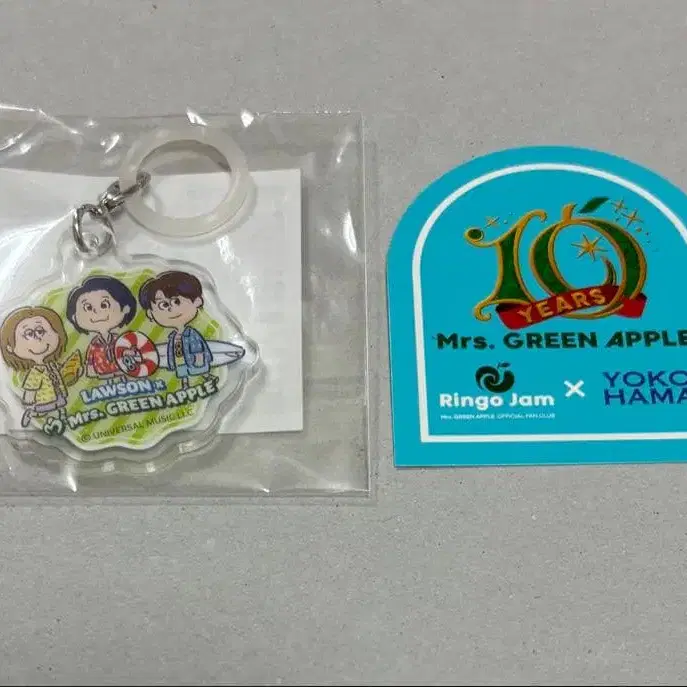 LAWSON ×
Mrs. GREEN APPLE
© UNIVERSAL MUSIC LLC
10
YEARS
Mrs. GREEN APPLE
Ringo Jam
Mrs. GREEN APPLE OFFICIAL FAN CLUB
×
YOKO
HAMA